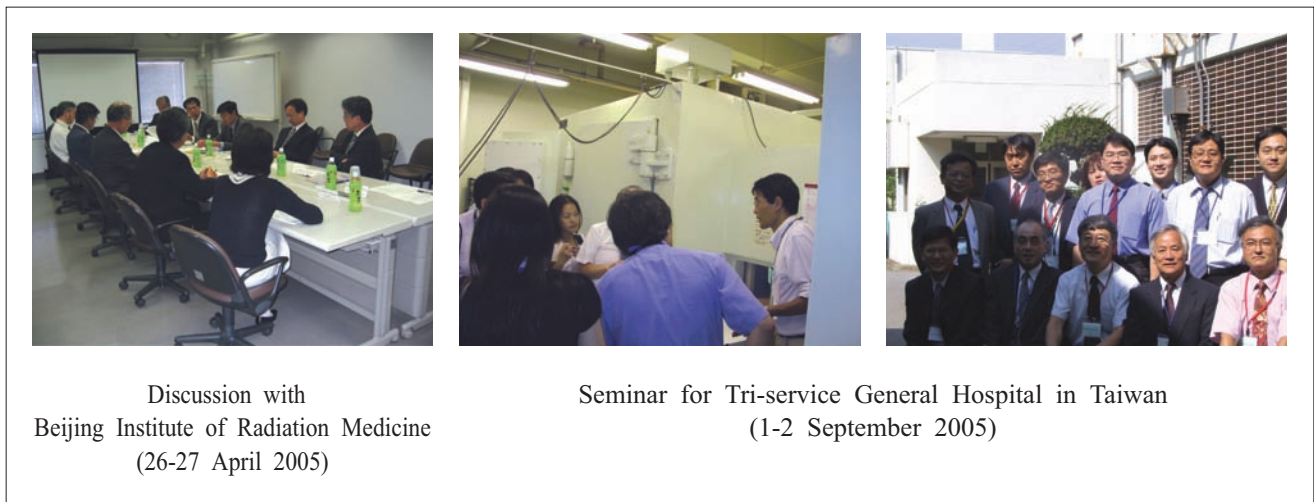 Discussion with
Beijing Institute of Radiation Medicine
(26-27 April 2005)
Seminar for Tri-service General Hospital in Taiwan
(1-2 September 2005)